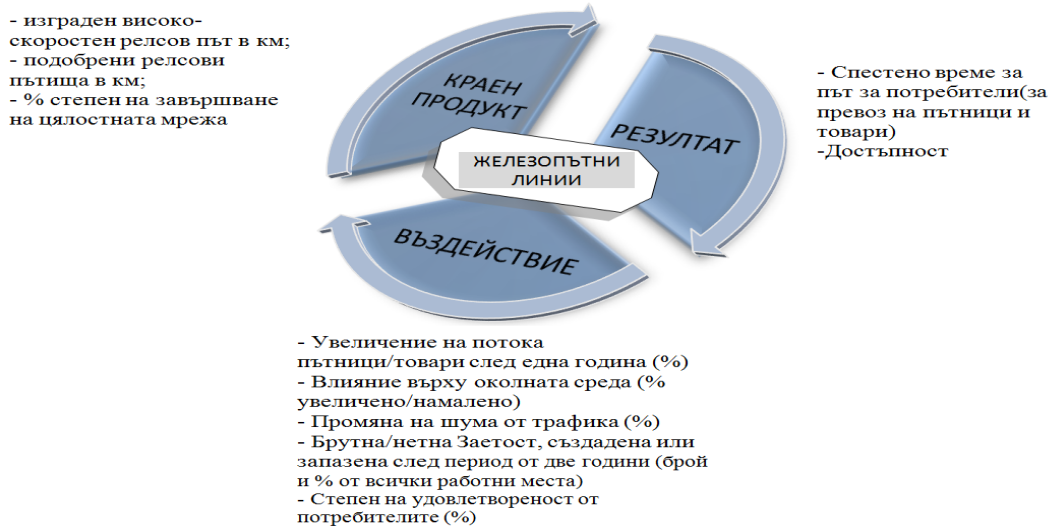 - изграден високо-
скоростен релсов път в км;
- подобрени релсови
пътища в км;
- % степен на завършване
на цялостната мрежа
КРАЕН
ПРОДУКТ
РЕЗУЛТАТ
- Спестено време за
път за потребители(за
превоз на пътници и
товари)
-Достъпност
ЖЕЛЕЗОПЪТНИ
ЛИНИИ
ВЪЗДЕЙСТВИЕ
- Увеличение на потока
пътници/товари след една година (%)
- Влияние върху околната среда (%
увеличено/намалено)
- Промяна на шума от трафика (%)
- Брутна/нетна Заетост, създадена или
запазена след период от две години (брой
и % от всички работни места)
- Степен на удовлетвореност от
потребителите (%)